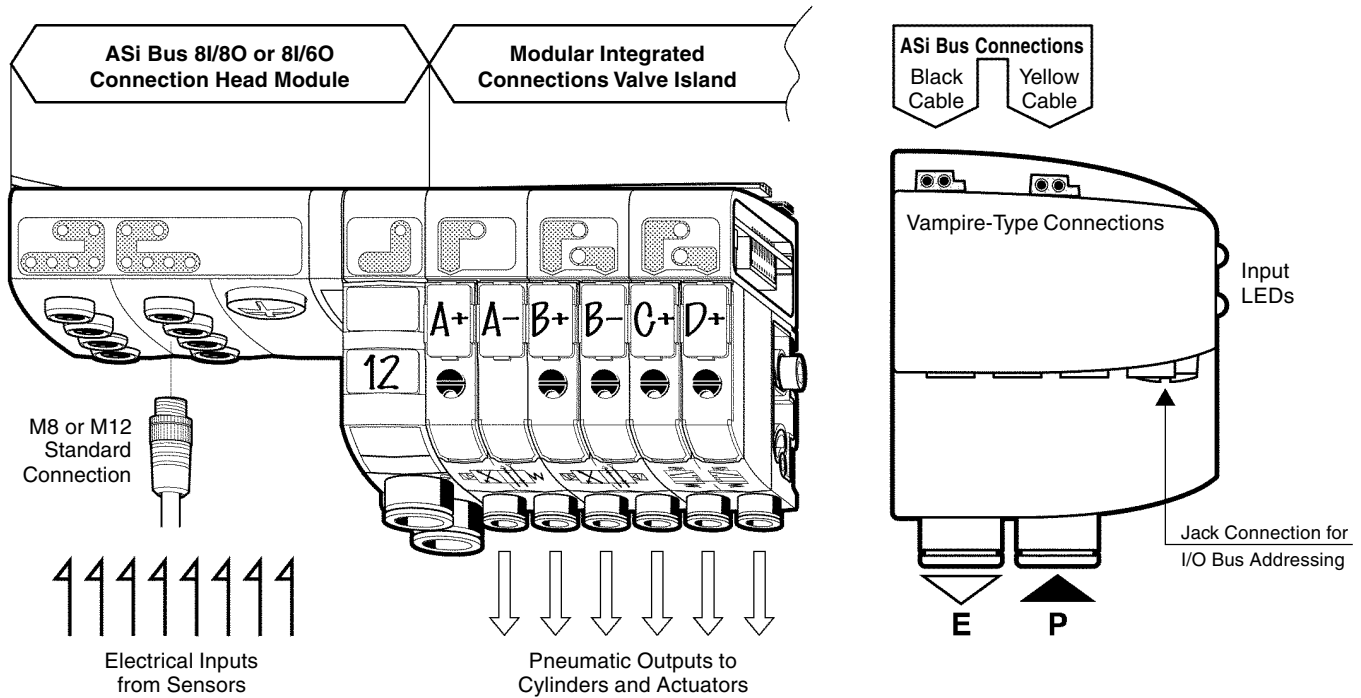 ASi Bus 8I/8O or 8I/6O
Connection Head Module
Modular Integrated
Connections Valve Island
A+
A-
B+
B-
C+
D+
12
M8 or M12
Standard
Connection
Electrical Inputs
from Sensors
Pneumatic Outputs to
Cylinders and Actuators
ASi Bus Connections
Black
Cable
Yellow
Cable
Vampire-Type Connections
Input
LEDs
Jack Connection for
I/O Bus Addressing
E
P